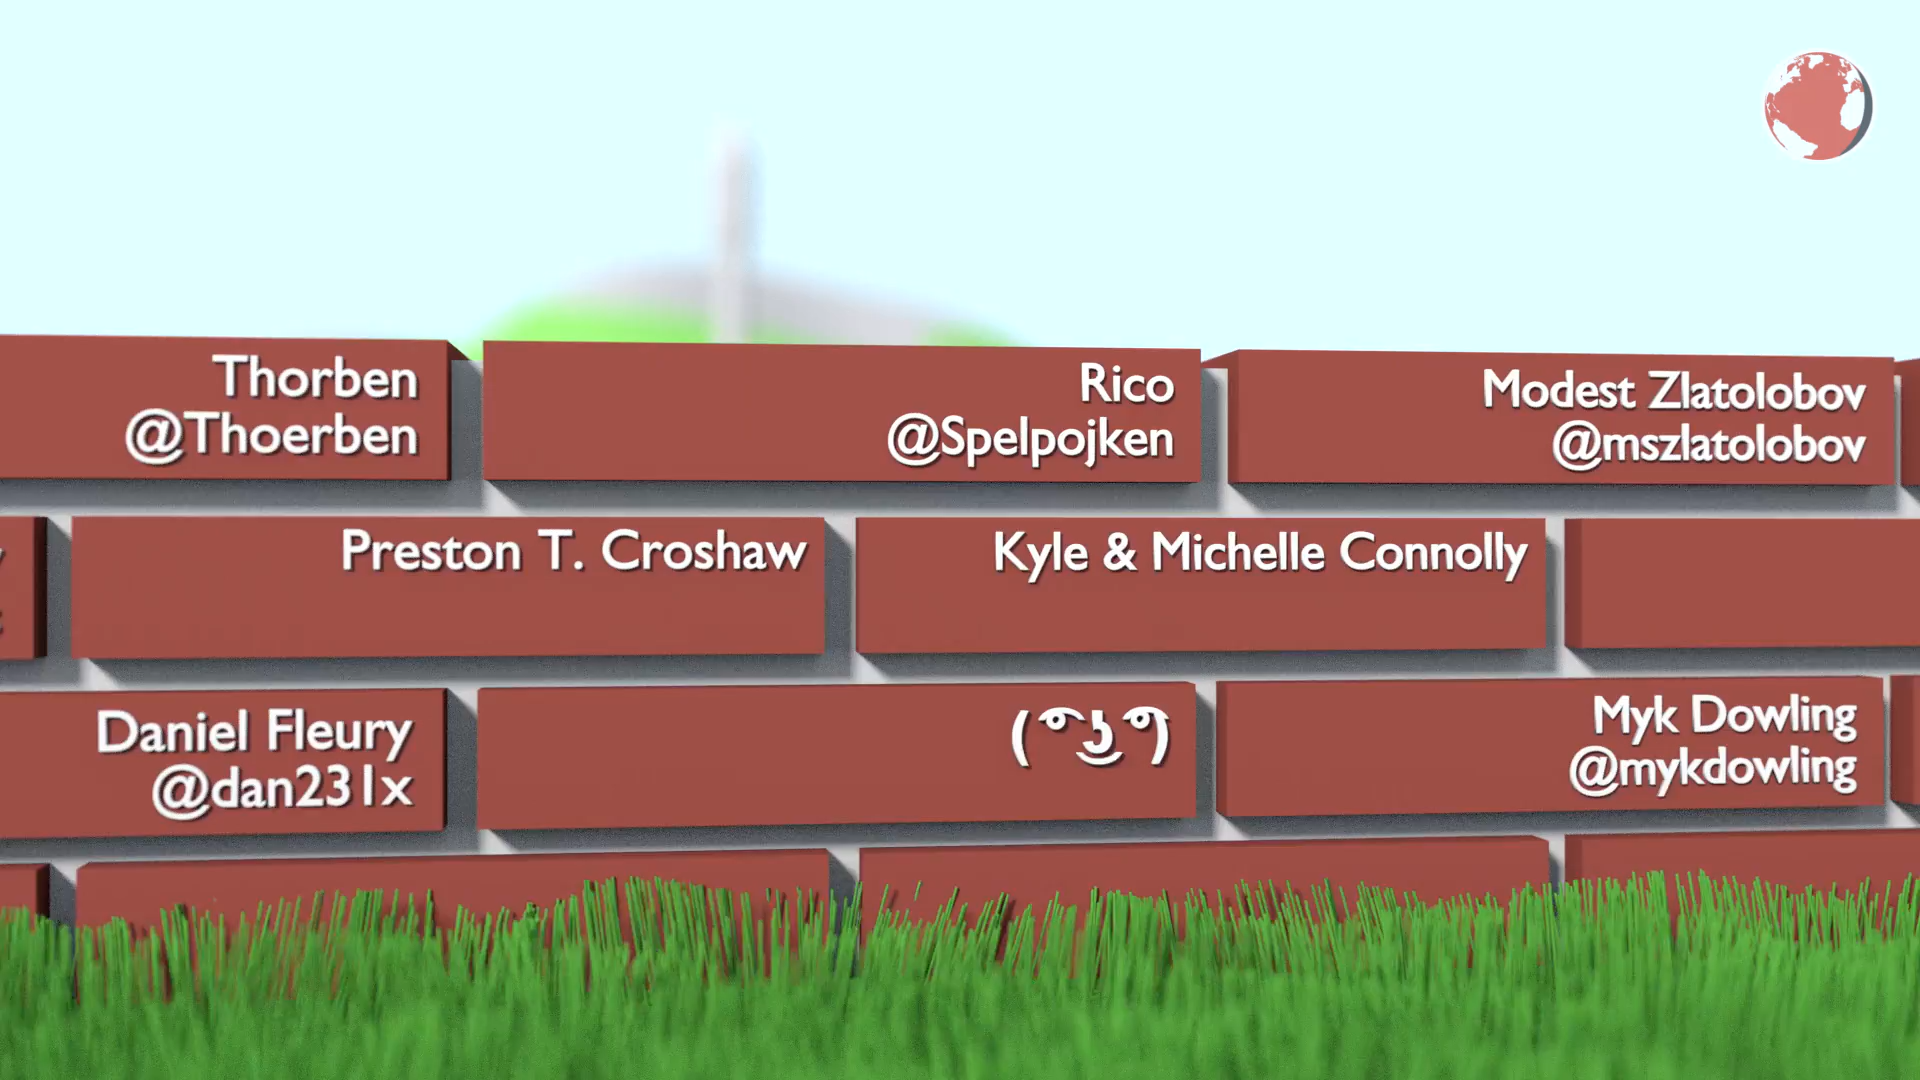 Thorben
@Thoerben
Rico
@Spelpojken
Modest Zlatolobov
@mszlatolobov
Preston T. Croshaw
Kyle & Michelle Connolly
Daniel Fleury
@dan231x
( ͡° ͜ʖ ͡°)
Myk Dowling
@mykdowling